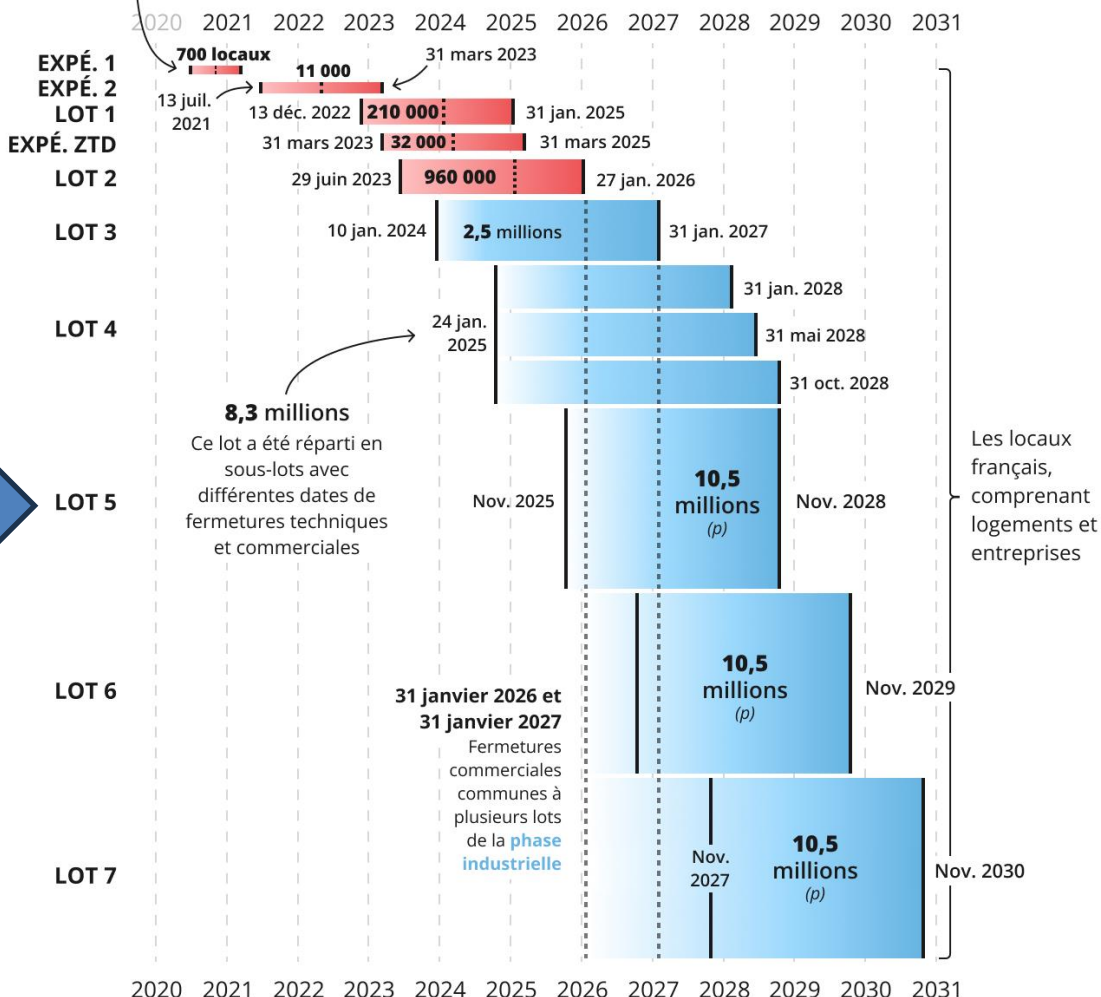 2020 2021 2022 2023 2024 2025 2026 2027 2028 2029 2030 2031
EXPÉ. 1
700 locaux
31 mars 2023
EXPÉ. 2
13 juil.
2021
11 000
LOT 1
13 déc. 2022
210 000
31 jan. 2025
EXPÉ. ZTD
31 mars 2023
32 000
31 mars 2025
LOT 2
29 juin 2023
960 000
27 jan. 2026
LOT 3
10 jan. 2024
2,5 millions
31 jan. 2027
LOT 4
24 jan.
2025
31 jan. 2028
31 mai 2028
31 oct. 2028
8,3 millions
Ce lot a été réparti en
sous-lots avec
différentes dates de
fermetures techniques
et commerciales
LOT 5
Nov. 2025
10,5
millions
(p)
Nov. 2028
Les locaux
français,
comprenant
logements et
entreprises
LOT 6
10,5
millions
(p)
Nov. 2029
31 janvier 2026 et
31 janvier 2027
Fermetures
commerciales
communes à
plusieurs lots
de la phase
industrielle
LOT 7
Nov.
2027
10,5
millions
(p)
Nov. 2030
2020 2021 2022 2023 2024 2025 2026 2027 2028 2029 2030 2031